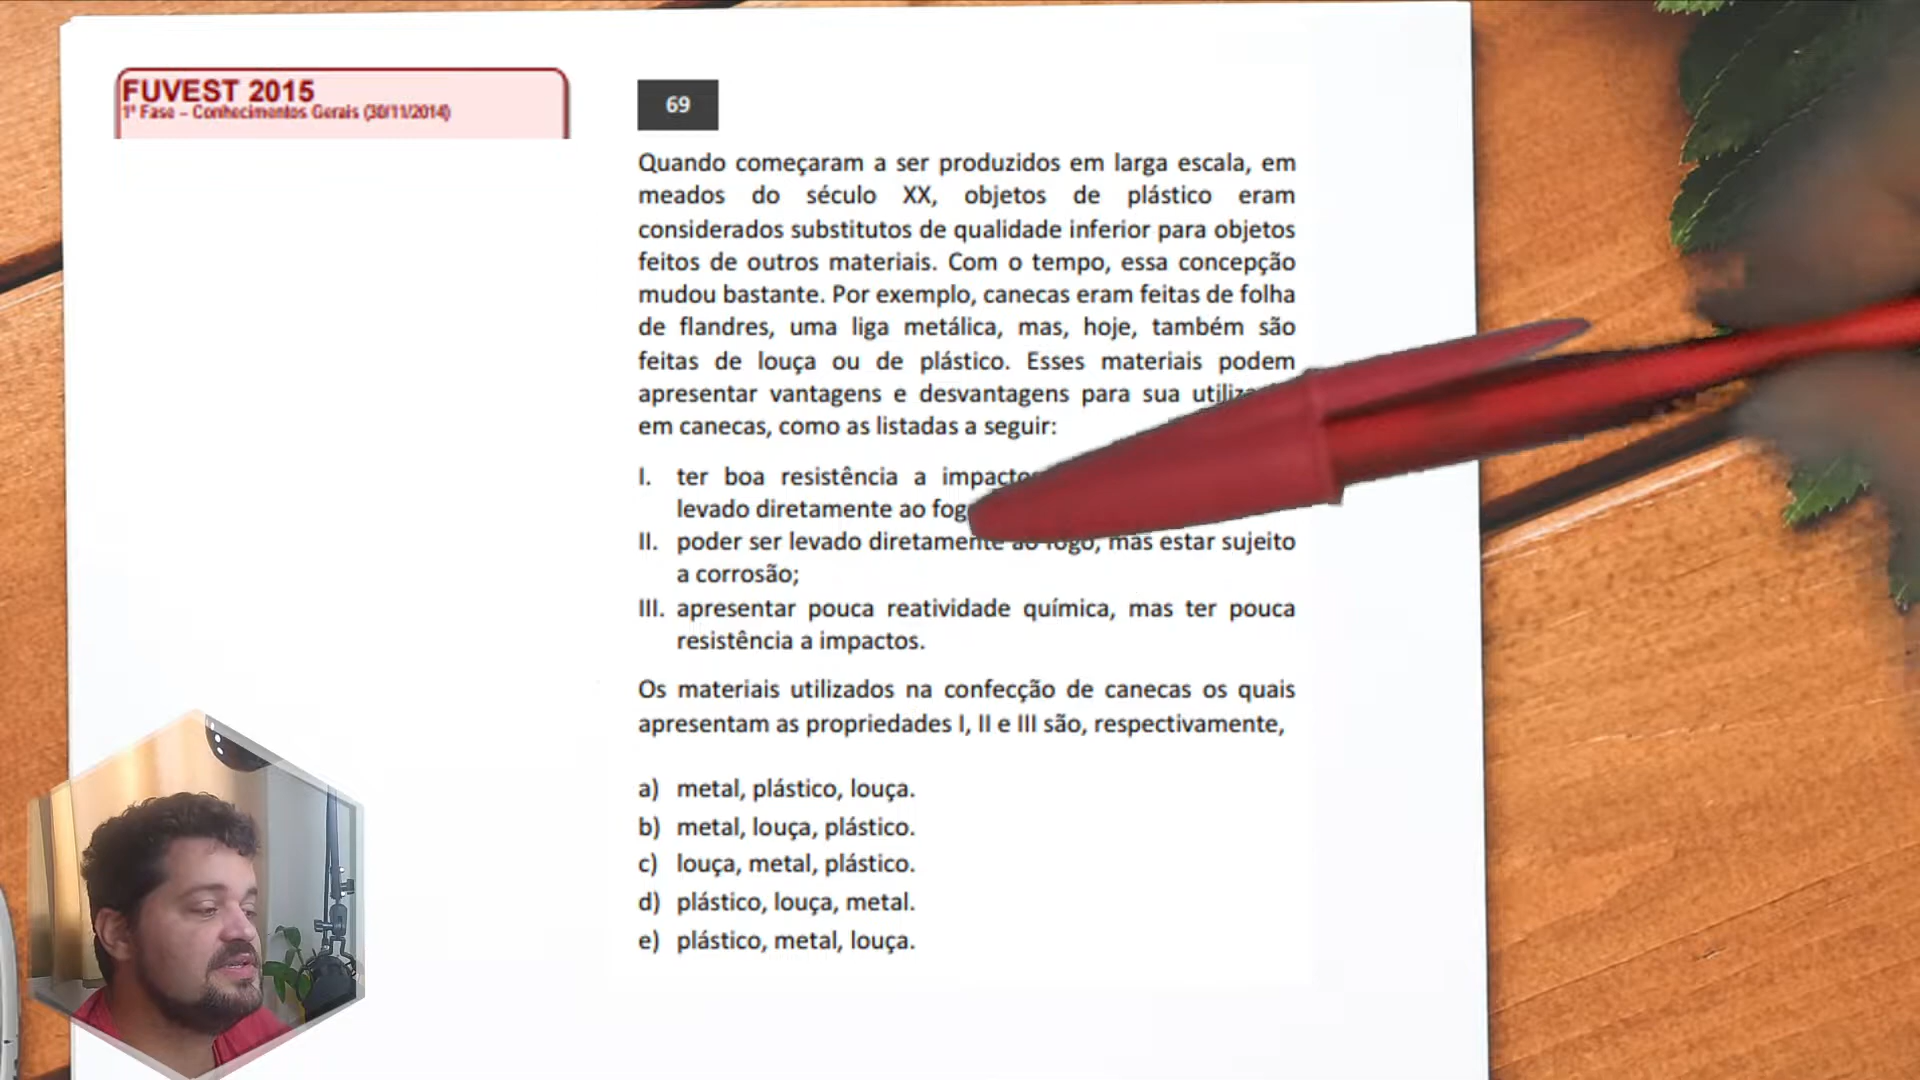 FUVEST 2015
1ª Fase – Conhecimentos Gerais (30/11/2014)
69
Quando começaram a ser produzidos em larga escala, em
meados do século XX, objetos de plástico eram
considerados substitutos de qualidade inferior para objetos
feitos de outros materiais. Com o tempo, essa concepção
mudou bastante. Por exemplo, canecas eram feitas de folha
de flandres, uma liga metálica, mas, hoje, também são
feitas de louça ou de plástico. Esses materiais podem
apresentar vantagens e desvantagens para sua
em canecas, como as listadas a seguir:
I. ter boa resistência a
levado diretamente ao
II. poder ser levado diretamente ao fogo, mas estar sujeito
a corrosão;
III. apresentar pouca reatividade química, mas ter pouca
resistência a impactos.
Os materiais utilizados na confecção de canecas os quais
apresentam as propriedades I, II e III são, respectivamente,
a) metal, plástico, louça.
b) metal, louça, plástico.
c) louça, metal, plástico.
d) plástico, louça, metal.
e) plástico, metal, louça.